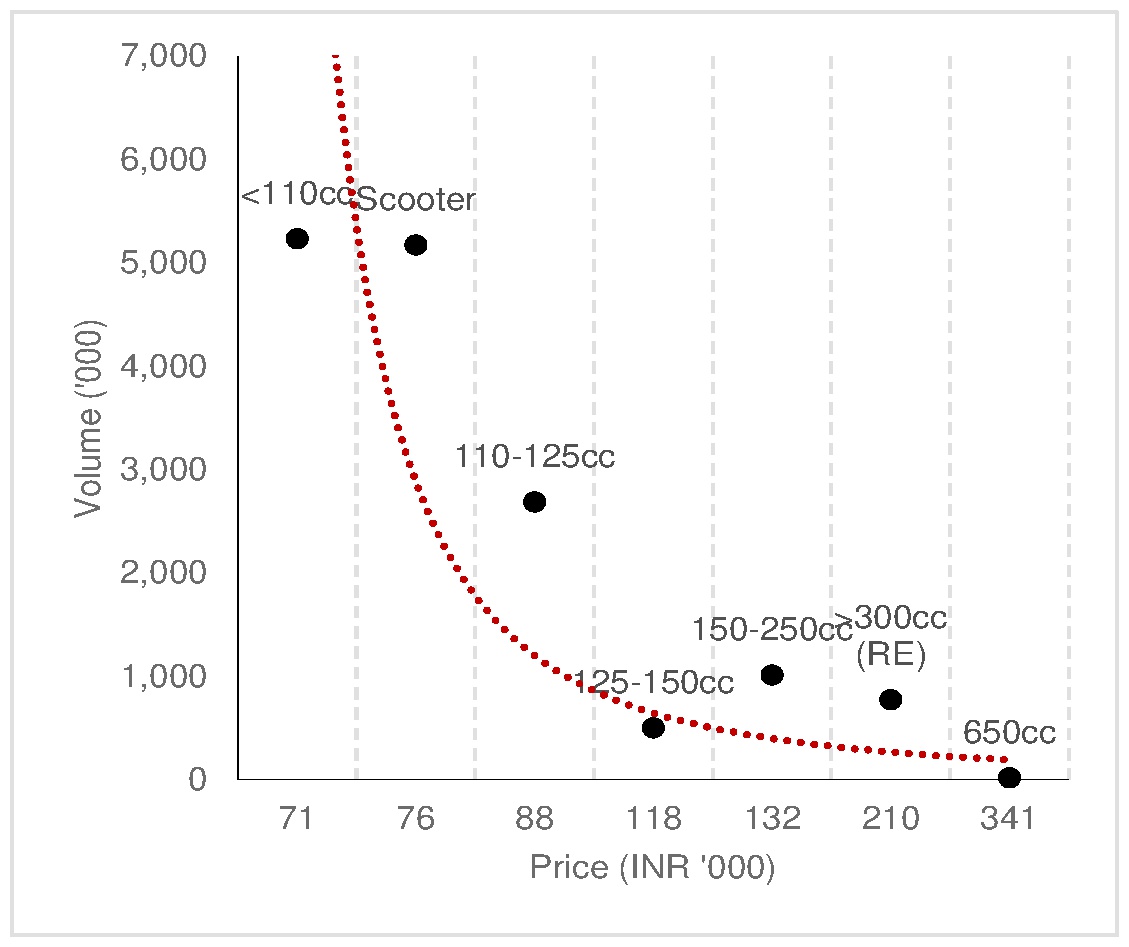 7,000
6,000
5,000
4,000
3,000
2,000
1,000
0
Volume ('000)
<110cc
Scooter
110-125cc
125-150cc
150-250cc
>300cc
(RE)
650cc
71 76 88 118 132 210 341
Price (INR '000)